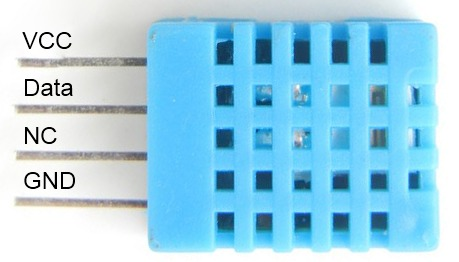 VCC
Data
NC
GND